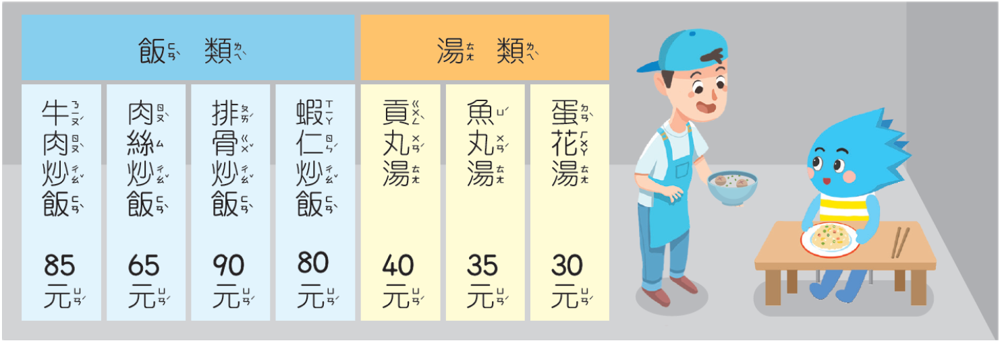 飯ㄈㄢˋ 類ㄌㄟˋ
牛ㄋㄧㄡˊ肉ㄖㄡˋ炒ㄔㄠˇ飯ㄈㄢˋ
85
元ㄩㄢˊ
肉ㄖㄡˋ絲ㄙ炒ㄔㄠˇ飯ㄈㄢˋ
65
元ㄩㄢˊ
排ㄆㄞˊ骨ㄍㄨˇ炒ㄔㄠˇ飯ㄈㄢˋ
90
元ㄩㄢˊ
蝦ㄒㄧㄚ仁ㄖㄣˊ炒ㄔㄠˇ飯ㄈㄢˋ
80
元ㄩㄢˊ
湯ㄊㄤ 類ㄌㄟˋ
貢ㄍㄨㄥˋ丸ㄨㄢˊ湯ㄊㄤ
40
元ㄩㄢˊ
魚ㄩˊ丸ㄨㄢˊ湯ㄊㄤ
35
元ㄩㄢˊ
蛋ㄉㄢˋ花ㄏㄨㄚ湯ㄊㄤ
30
元ㄩㄢˊ